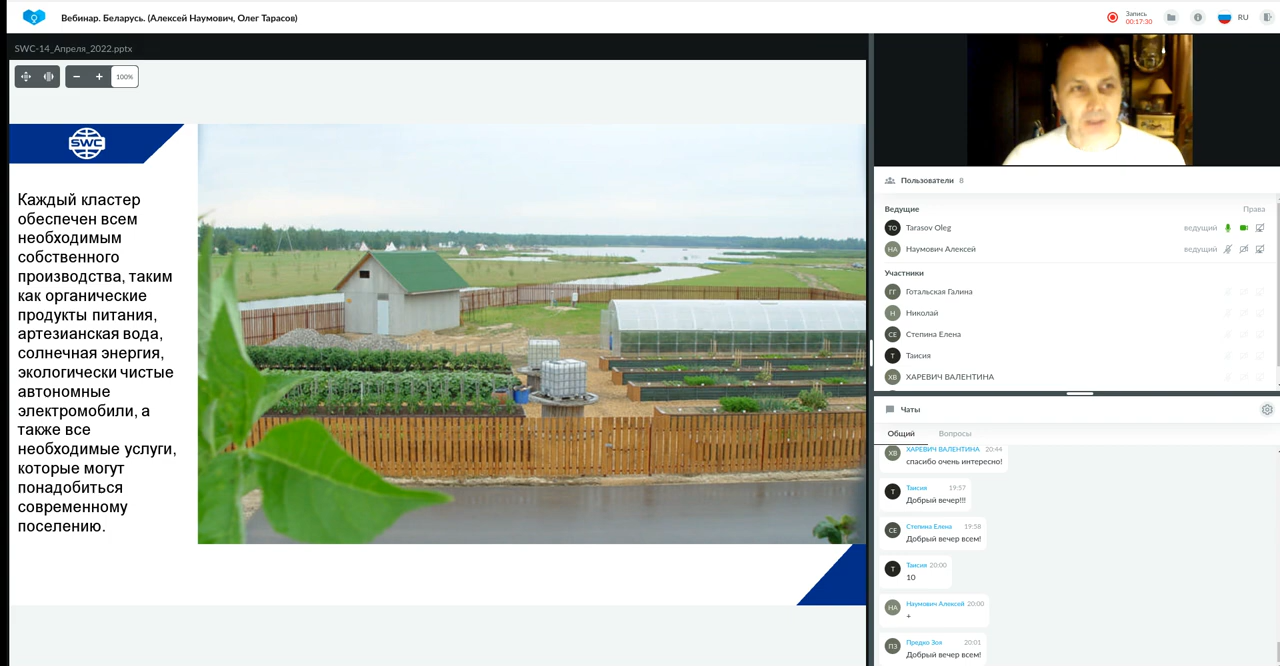 Вебинар. Беларусь. (Алексей Наумович, Олег Тарасов)
Запись
00:17:30
RU
SWC-14_Апреля_2022.pptx
100%
SWC
Каждый кластер
обеспечен всем
необходимым
собственного
производства, таким
как органические
продукты питания,
артезианская вода,
солнечная энергия,
экологически чистые
автономные
электромобили, а
также все
необходимые услуги,
которые могут
понадобиться
современному
поселению.
Пользователи 8
Ведущие Права
TO Tarasov Oleg ведущий
НА Наумович Алексей ведущий
Участники
ГГ Готальская Галина
Н Николай
СЕ Степина Елена
Т Таисия
ХВ ХАРЕВИЧ ВАЛЕНТИНА
Чаты
Общий Вопросы
ХВ ХАРЕВИЧ ВАЛЕНТИНА 20:44
спасибо очень интересно!
Т Таисия 19:57
Добрый вечер!!!
СЕ Степина Елена 19:58
Добрый вечер всем!
Т Таисия 20:00
10
НА Наумович Алексей 20:00
+
ПЗ Предко Зоя 20:01
Добрый вечер всем!